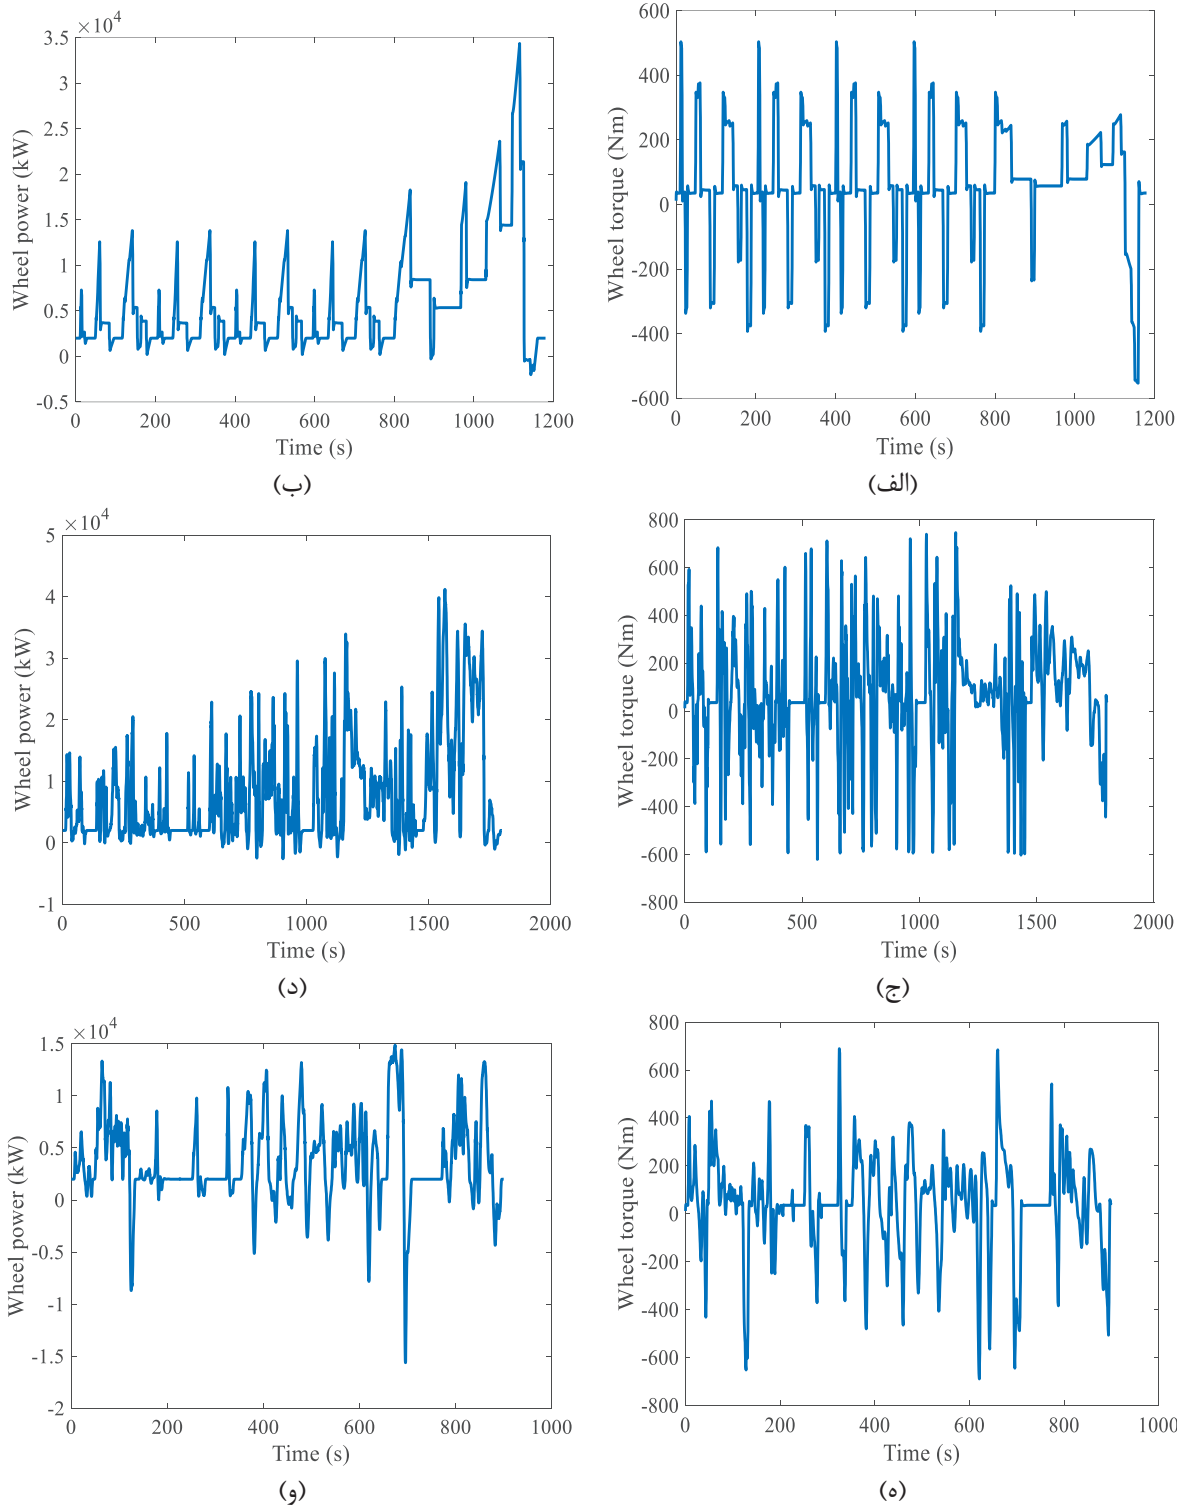 ×10⁴
3.5
3
2.5
2
1.5
1
0.5
0
-0.5
Wheel power (kW)
0 200 400 600 800 1000 1200
Time (s)
(ب)
600
400
200
0
-200
-400
-600
Wheel torque (Nm)
0 200 400 600 800 1000 1200
Time (s)
(الف)
×10⁴
5
4
3
2
1
0
-1
Wheel power (kW)
0 500 1000 1500 2000
Time (s)
(د)
800
600
400
200
0
-200
-400
-600
-800
Wheel torque (Nm)
0 500 1000 1500 2000
Time (s)
(ج)
×10⁴
1.5
1
0.5
0
-0.5
-1
-1.5
-2
Wheel power (kW)
0 200 400 600 800 1000
Time (s)
(و)
800
600
400
200
0
-200
-400
-600
-800
Wheel torque (Nm)
0 200 400 600 800 1000
Time (s)
(ه)